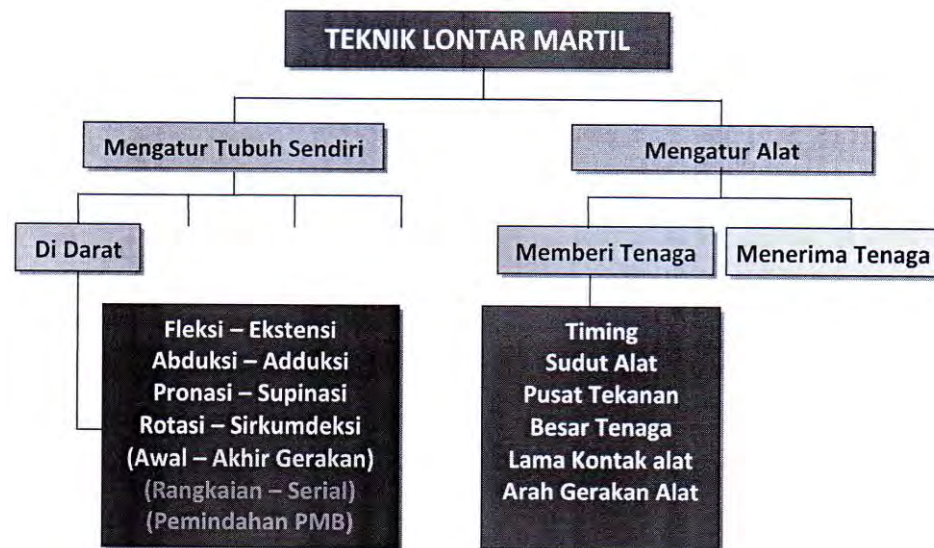 TEKNIK LONTAR MARTIL
Mengatur Tubuh Sendiri
Mengatur Alat
Di Darat
Memberi Tenaga
Menerima Tenaga
Fleksi – Ekstensi
Abduksi – Adduksi
Pronasi – Supinasi
Rotasi – Sirkumdeksi
(Awal – Akhir Gerakan)
(Rangkaian – Serial)
(Pemindahan PMB)
Timing
Sudut Alat
Pusat Tekanan
Besar Tenaga
Lama Kontak alat
Arah Gerakan Alat